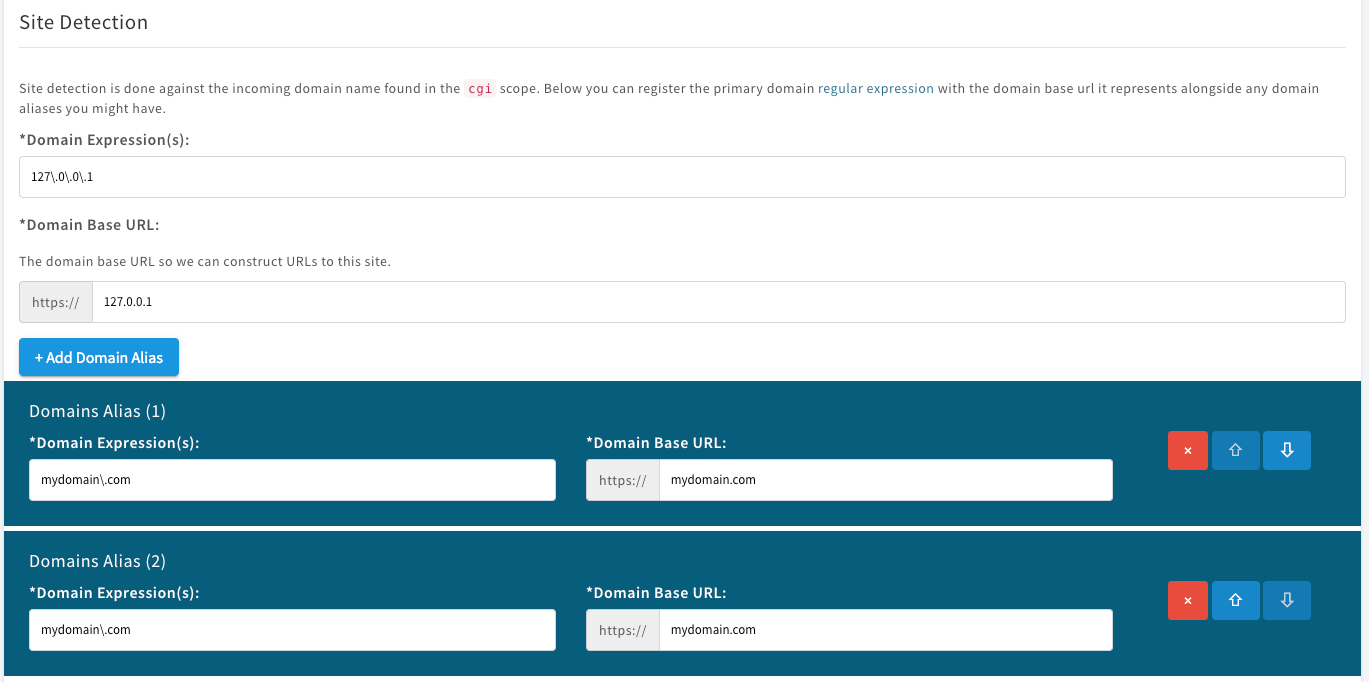 Site Detection
Site detection is done against the incoming domain name found in the cgi scope. Below you can register the primary domain regular expression with the domain base url it represents alongside any domain
aliases you might have.
*Domain Expression(s):
127\.0\.0\.1
*Domain Base URL:
The domain base URL so we can construct URLs to this site.
https:// 127.0.0.1
+ Add Domain Alias
Domains Alias (1)
*Domain Expression(s): *Domain Base URL:
mydomain\.com https:// mydomain.com
Domains Alias (2)
*Domain Expression(s): *Domain Base URL:
mydomain\.com https:// mydomain.com